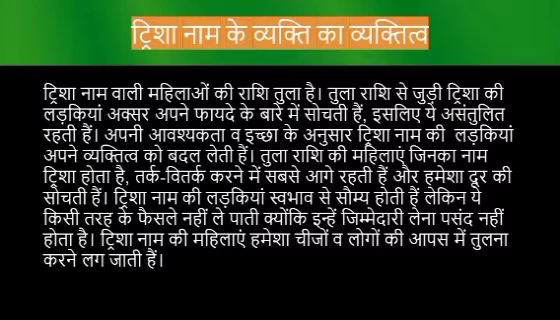 ट्रिशा नाम के व्यक्ति का व्यक्तित्व
ट्रिशा नाम वाली महिलाओं की राशि तुला है। तुला राशि से जुड़ी ट्रिशा की
लड़कियां अक्सर अपने फायदे के बारे में सोचती हैं, इसलिए ये असंतुलित
रहती हैं। अपनी आवश्यकता व इच्छा के अनुसार ट्रिशा नाम की लड़कियां
अपने व्यक्तित्व को बदल लेती हैं। तुला राशि की महिलाएं जिनका नाम
ट्रिशा होता है, तर्क-वितर्क करने में सबसे आगे रहती हैं और हमेशा दूर की
सोचती हैं। ट्रिशा नाम की लड़कियां स्वभाव से सौम्य होती हैं लेकिन ये
किसी तरह के फैसले नहीं ले पाती क्योंकि इन्हें जिम्मेदारी लेना पसंद नहीं
होता है। ट्रिशा नाम की महिलाएं हमेशा चीजों व लोगों की आपस में तुलना
करने लग जाती हैं।